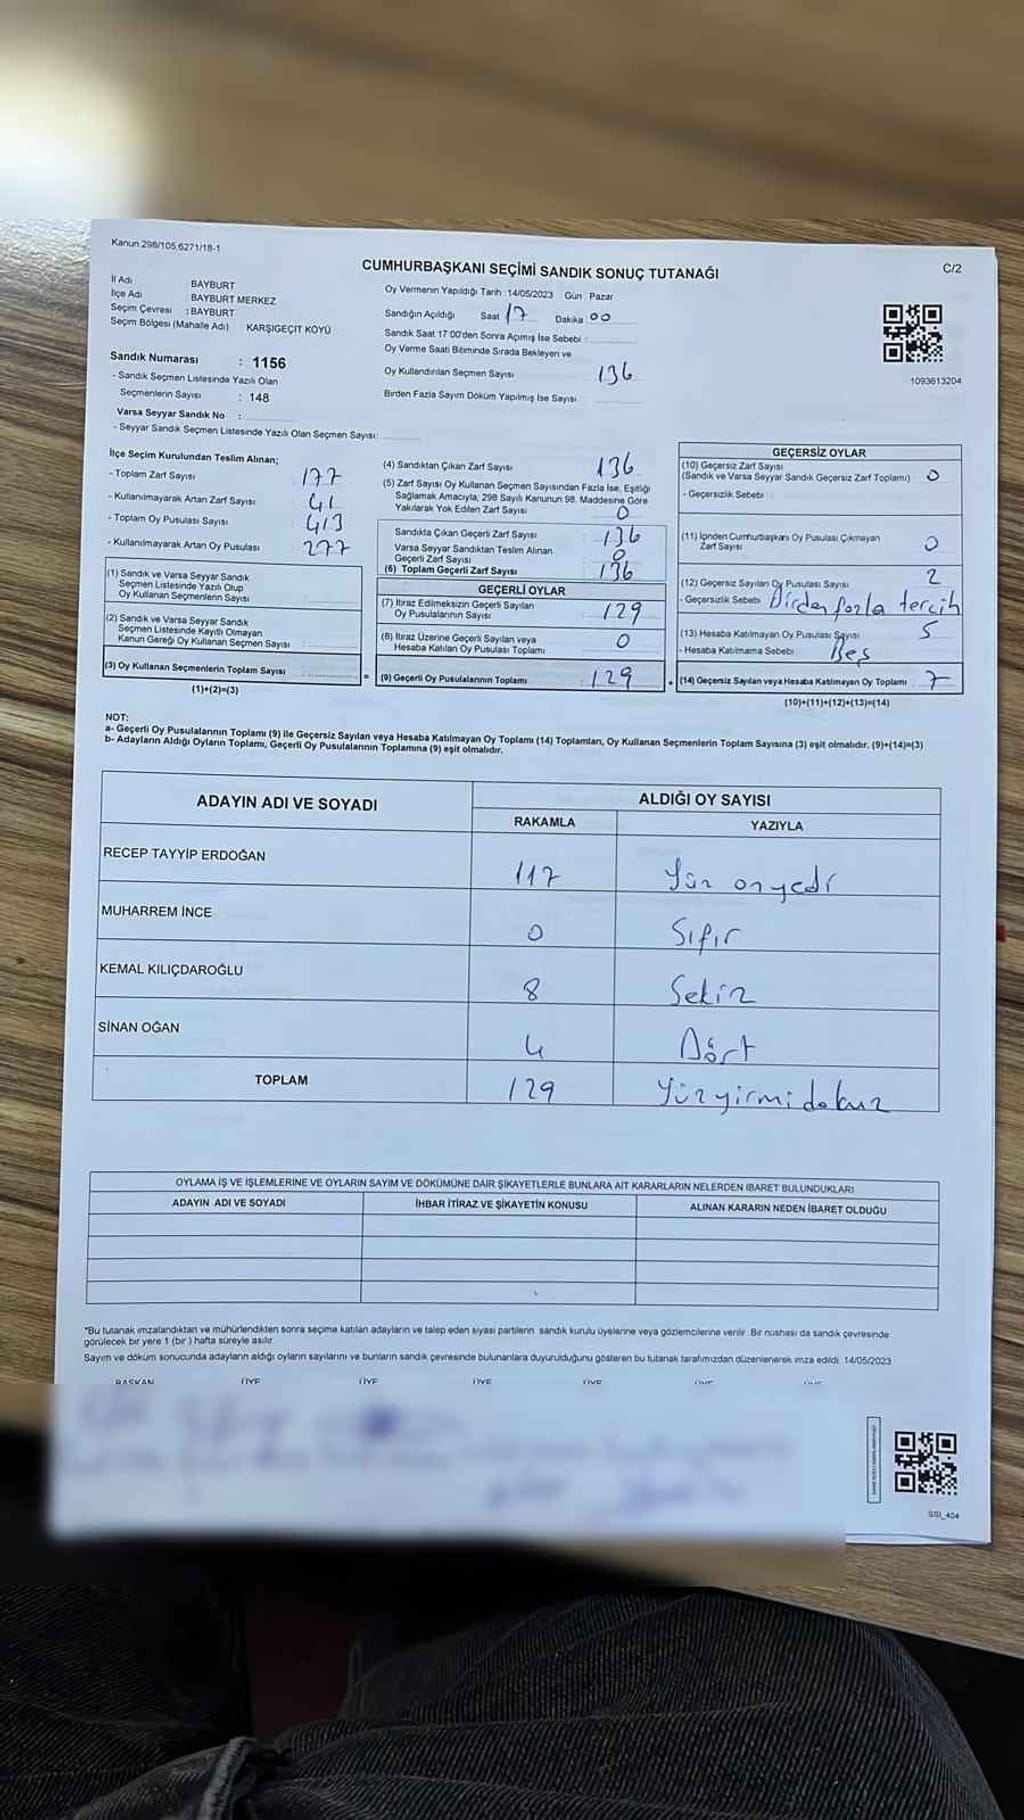 Kanun:298/105,6271/18-1
CUMHURBAŞKANI SEÇİMİ SANDIK SONUÇ TUTANAĞI
C/2
İl Adı BAYBURT
İlçe Adı : BAYBURT MERKEZ
Seçim Çevresi : BAYBURT
Seçim Bölgesi (Mahalle Adı) KARŞIGEÇİT KÖYÜ
Oy Vermenin Yapıldığı Tarih :14/05/2023 Gün : Pazar
Sandığın Açıldığı Saat 17 Dakika 00
Sandık Saat 17:00'den Sonra Açımış İse Sebebi :
Oy Verme Saati Bitiminde Sırada Bekleyen ve
Oy Kullandırılan Seçmen Sayısı 136
Birden Fazla Sayım Döküm Yapılmış İse Sayısı
1093613204
Sandık Numarası : 1156
- Sandık Seçmen Listesinde Yazılı Olan
Seçmenlerin Sayısı : 148
Varsa Seyyar Sandık No :
- Seyyar Sandık Seçmen Listesinde Yazılı Olan Seçmen Sayısı:
İlçe Seçim Kurulundan Teslim Alınan;
- Toplam Zarf Sayısı 177
- Kullanılmayarak Artan Zarf Sayısı 41
- Toplam Oy Pusulası Sayısı 413
- Kullanılmayarak Artan Oy Pusulası 277
(1) Sandık ve Varsa Seyyar Sandık
Seçmen Listesinde Yazılı Olup
Oy Kullanan Seçmenlerin Sayısı
(2) Sandık ve Varsa Seyyar Sandık
Seçmen Listesinde Kayıtlı Olmayan
Kanun Gereği Oy Kullanan Seçmen Sayısı
(3) Oy Kullanan Seçmenlerin Toplam Sayısı
(1)+(2)=(3)
=
(4) Sandıktan Çıkan Zarf Sayısı 136
(5) Zarf Sayısı Oy Kullanan Seçmen Sayısından Fazla İse, Eşitliği
Sağlamak Amacıyla, 298 Sayılı Kanunun 98. Maddesine Göre
Yakılarak Yok Edilen Zarf Sayısı 0
Sandıkta Çıkan Geçerli Zarf Sayısı 136
Varsa Seyyar Sandıktan Teslim Alınan
Geçerli Zarf Sayısı 0
(6) Toplam Geçerli Zarf Sayısı 136
GEÇERLİ OYLAR
(7) İtiraz Edilmeksizin Geçerli Sayılan
Oy Pusulalarının Sayısı 129
(8) İtiraz Üzerine Geçerli Sayılan veya
Hesaba Katılan Oy Pusulası Toplamı 0
(9) Geçerli Oy Pusulalarının Toplamı 129
GEÇERSİZ OYLAR
(10) Geçersiz Zarf Sayısı
(Sandık ve Varsa Seyyar Sandık Geçersiz Zarf Toplamı) 0
- Geçersizlik Sebebi
(11) İçinden Cumhurbaşkanı Oy Pusulası Çıkmayan
Zarf Sayısı 0
(12) Geçersiz Sayılan Oy Pusulası Sayısı 2
- Geçersizlik Sebebi Birden fazla tercih
(13) Hesaba Katılmayan Oy Pusulası Sayısı 5
- Hesaba Katılmama Sebebi Beş
(14) Geçersiz Sayılan veya Hesaba Katılmayan Oy Toplamı 7
(10)+(11)+(12)+(13)=(14)
NOT:
a- Geçerli Oy Pusulalarının Toplamı (9) ile Geçersiz Sayılan veya Hesaba Katılmayan Oy Toplamı (14) Toplamları, Oy Kullanan Seçmenlerin Toplam Sayısına (3) eşit olmalıdır. (9)+(14)=(3)
b- Adayların Aldığı Oyların Toplamı, Geçerli Oy Pusulalarının Toplamına (9) eşit olmalıdır.
ADAYIN ADI VE SOYADI
ALDIĞI OY SAYISI
RAKAMLA YAZIYLA
RECEP TAYYİP ERDOĞAN 117 Yüz onyedi
MUHARREM İNCE 0 Sıfır
KEMAL KILIÇDAROĞLU 8 Sekiz
SİNAN OĞAN 4 Dört
TOPLAM 129 Yüzyirmidokuz
OYLAMA İŞ VE İŞLEMLERİNE VE OYLARIN SAYIM VE DÖKÜMÜNE DAİR ŞİKAYETLERLE BUNLARA AİT KARARLARIN NELERDEN İBARET BULUNDUKLARI
ADAYIN ADI VE SOYADI İHBAR İTİRAZ VE ŞİKAYETİN KONUSU ALINAN KARARIN NEDEN İBARET OLDUĞU
*Bu tutanak imzalandıktan ve mühürlendikten sonra seçime katılan adayların ve talep eden siyasi partilerin sandık kurulu üyelerine veya gözlemcilerine verilir. Bir nüshası da sandık çevresinde
görülecek bir yere 1 (bir ) hafta süreyle asılır.
Sayım ve döküm sonucunda adayların aldığı oyların sayılarını ve bunların sandık çevresinde bulunanlara duyurulduğunu gösteren bu tutanak tarafımızdan düzenlenerek imza edildi. 14/05/2023
BAŞKAN ÜYE ÜYE ÜYE ÜYE ÜYE ÜYE
SSI_404